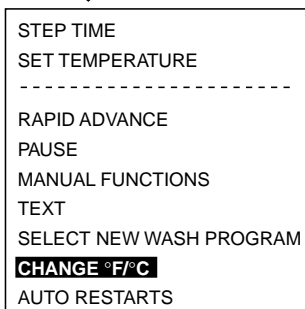 STEP TIME
SET TEMPERATURE
-----------------------
RAPID ADVANCE
PAUSE
MANUAL FUNCTIONS
TEXT
SELECT NEW WASH PROGRAM
CHANGE °F/°C
AUTO RESTARTS